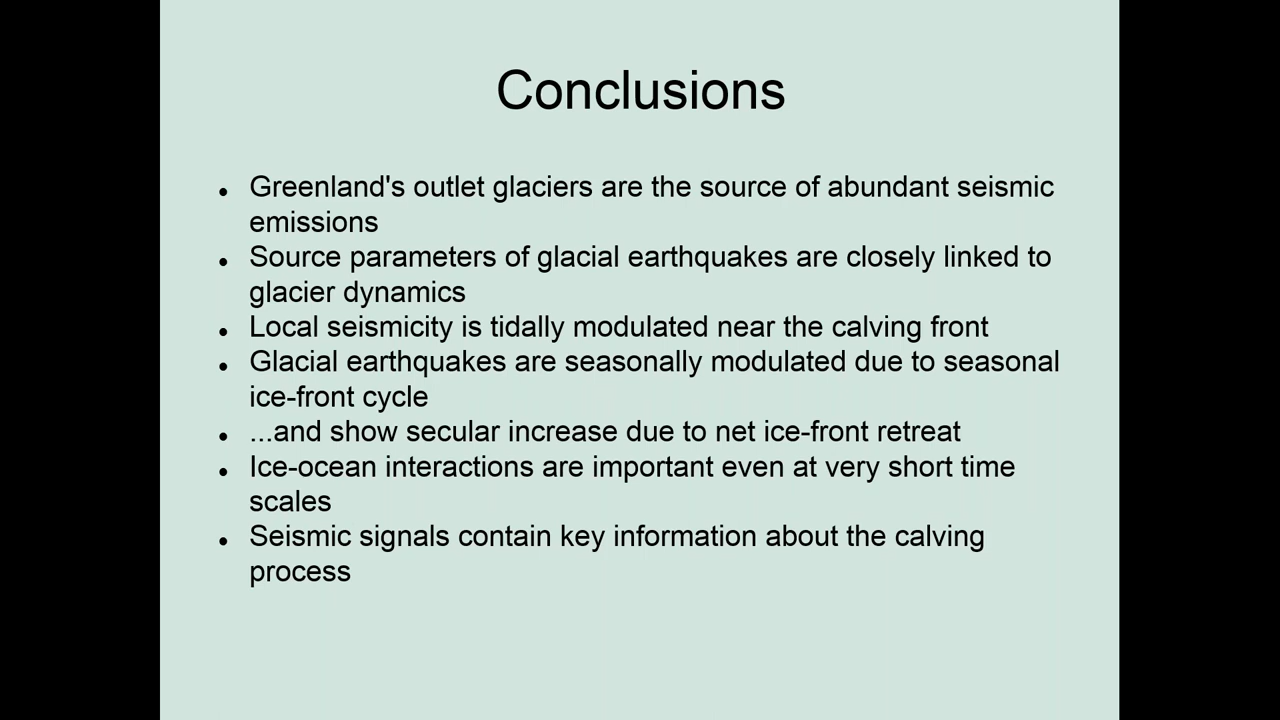 Conclusions
● Greenland's outlet glaciers are the source of abundant seismic
emissions
● Source parameters of glacial earthquakes are closely linked to
glacier dynamics
● Local seismicity is tidally modulated near the calving front
● Glacial earthquakes are seasonally modulated due to seasonal
ice-front cycle
● ...and show secular increase due to net ice-front retreat
● Ice-ocean interactions are important even at very short time
scales
● Seismic signals contain key information about the calving
process